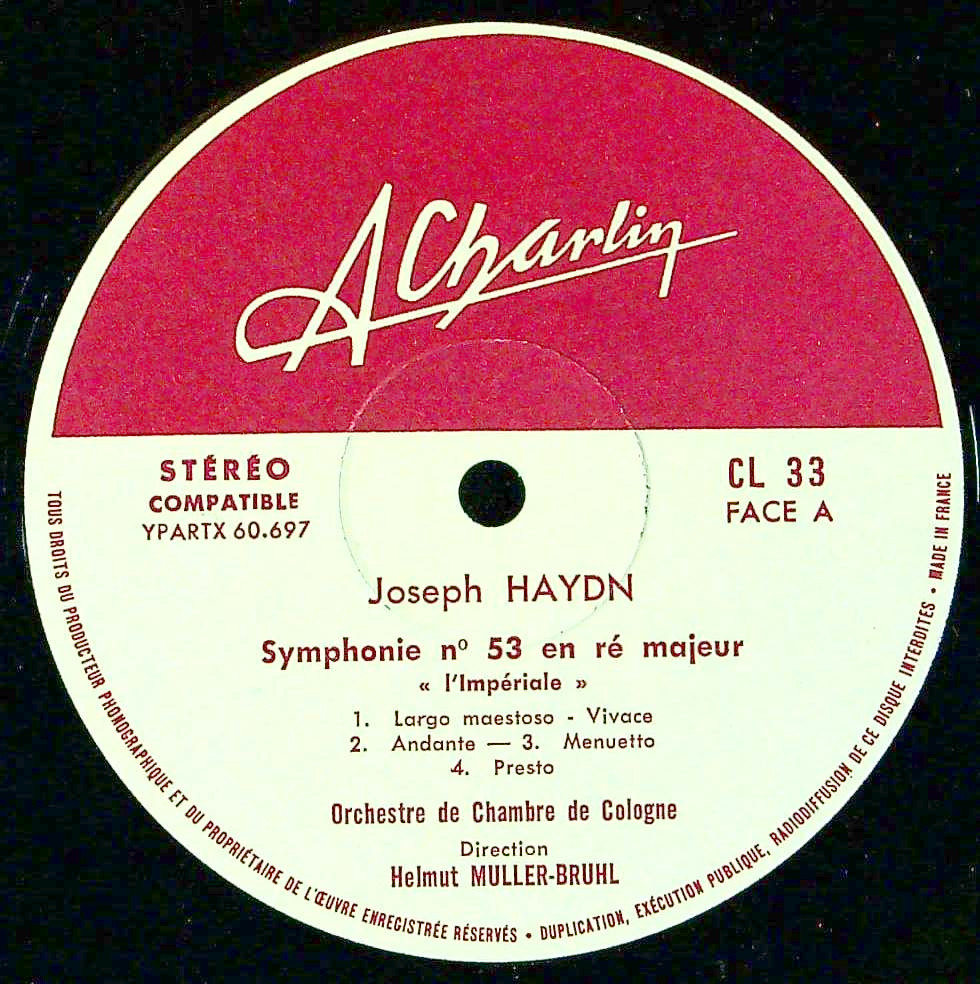 A Charlin
STÉRÉO
COMPATIBLE
YPARTX 60.697
CL 33
FACE A
Joseph HAYDN
Symphonie nº 53 en ré majeur
« l'Impériale »
1. Largo maestoso - Vivace
2. Andante — 3. Menuetto
4. Presto
Orchestre de Chambre de Cologne
Direction
Helmut MULLER-BRUHL
TOUS DROITS DU PRODUCTEUR PHONOGRAPHIQUE ET DU PROPRIÉTAIRE DE L'ŒUVRE ENREGISTRÉE RÉSERVÉS • DUPLICATION, EXÉCUTION PUBLIQUE, RADIODIFFUSION DE CE DISQUE INTERDITES • MADE IN FRANCE